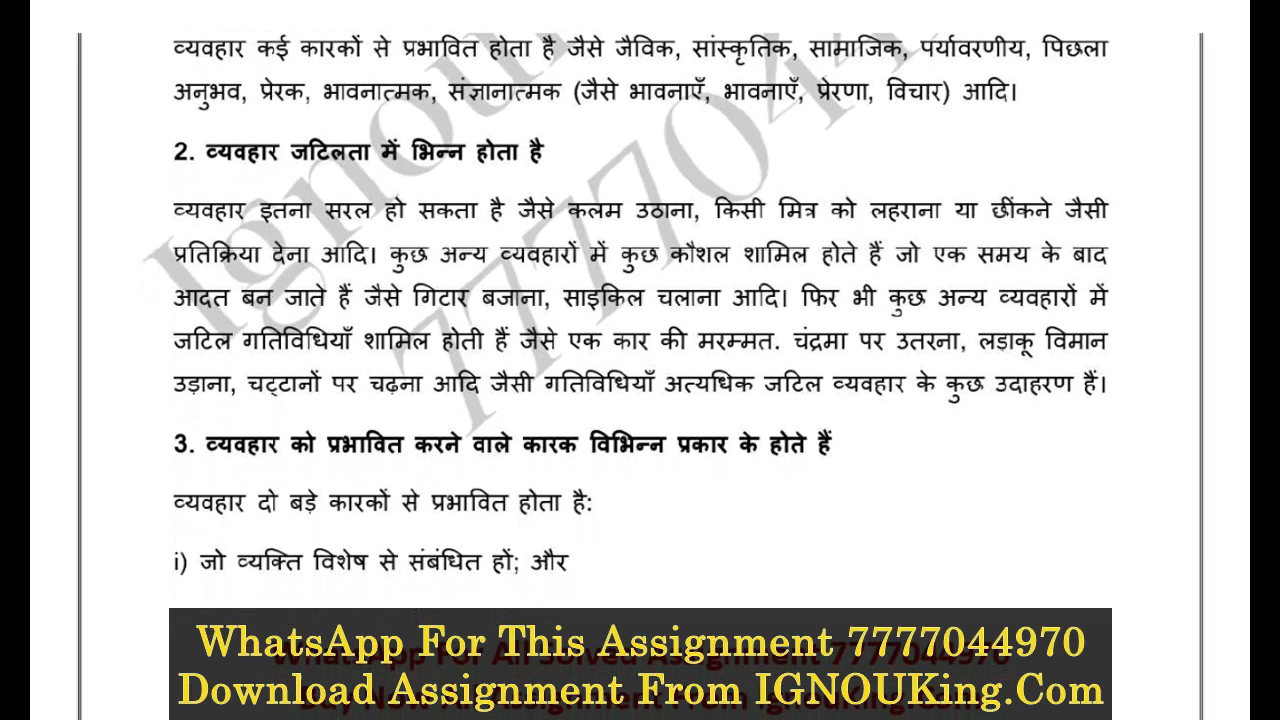 व्यवहार कई कारकों से प्रभावित होता है जैसे जैविक, सांस्कृतिक, सामाजिक, पर्यावरणीय, पिछला
अनुभव, प्रेरक, भावनात्मक, संज्ञानात्मक (जैसे भावनाएँ, भावनाएँ, प्रेरणा, विचार) आदि।
2. व्यवहार जटिलता में भिन्न होता है
व्यवहार इतना सरल हो सकता है जैसे कलम उठाना, किसी मित्र को लहराना या छींकने जैसी
प्रतिक्रिया देना आदि। कुछ अन्य व्यवहारों में कुछ कौशल शामिल होते हैं जो एक समय के बाद
आदत बन जाते हैं जैसे गिटार बजाना, साइकिल चलाना आदि। फिर भी कुछ अन्य व्यवहारों में
जटिल गतिविधियाँ शामिल होती हैं जैसे एक कार की मरम्मत. चंद्रमा पर उतरना, लड़ाकू विमान
उड़ाना, चट्टानों पर चढ़ना आदि जैसी गतिविधियाँ अत्यधिक जटिल व्यवहार के कुछ उदाहरण हैं।
3. व्यवहार को प्रभावित करने वाले कारक विभिन्न प्रकार के होते हैं
व्यवहार दो बड़े कारकों से प्रभावित होता है:
i) जो व्यक्ति विशेष से संबंधित हों; और
WhatsApp For This Assignment 7777044970
Download Assignment From IGNOUKing.Com